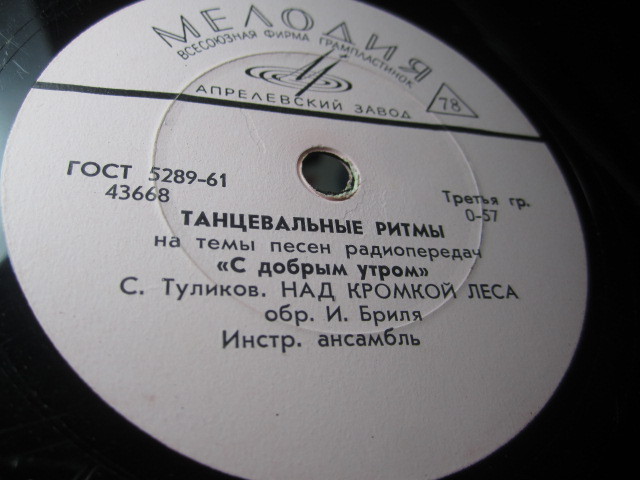 МЕЛОДИЯ
ВСЕСОЮЗНАЯ ФИРМА ГРАМПЛАСТИНОК
АПРЕЛЕВСКИЙ ЗАВОД
78
ГОСТ 5289-61
43668
Третья гр.
0-57
ТАНЦЕВАЛЬНЫЕ РИТМЫ
на темы песен радиопередач
«С добрым утром»
С. Туликов. НАД КРОМКОЙ ЛЕСА
обр. И. Бриля
Инстр. ансамбль